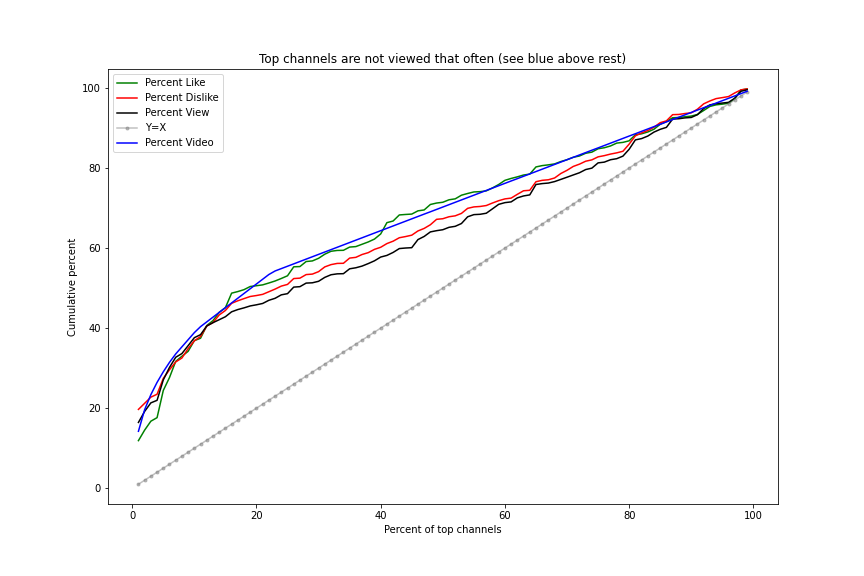 Top channels are not viewed that often (see blue above rest)
Percent Like
Percent Dislike
Percent View
Y=X
Percent Video
100
80
60
40
20
0
Cumulative percent
0 20 40 60 80 100
Percent of top channels